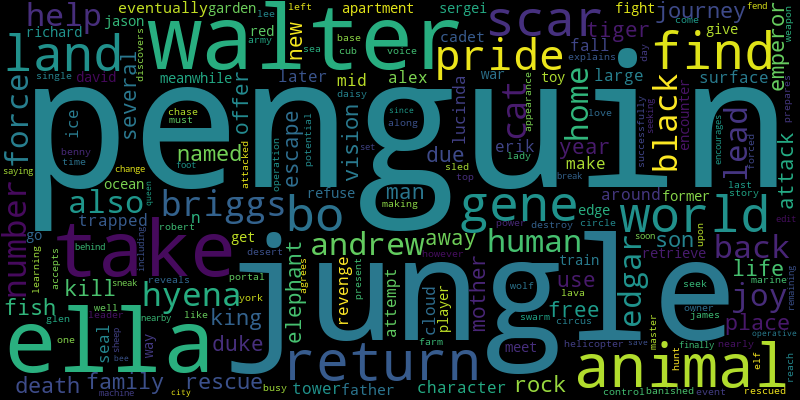 help eventually garden apartment sergei scar journey emperor
jason lee left fight
land richard walter base army voice cadet tiger give come fend
single discovers red cub sea new pride fall find weapon
david meanwhile later mid alex war toy explains large surface day
force several offer daisy lucinda cat appearance home black lead prepares
penguin
ice chase must since along vision sled lady love successfully seeking encounter encourages
benny time named attacked escape potential due erik year make forced attack
saying change foot operation set man top break around former last story
ocean also briggs refuse bo gene edge world queen
number trapped n making power destroy circle son back edit
go behind robert andrew away human edgar soon upon
take including get desert elephant agrees however train retrieve life
learning accepts kill sneak reveals portal revenge present attempt cloud player mother wolf use lava seek marine
fish well leader hyena york jungle free joy
glen nearby like king swarm circus owner place remaining
one seal way sheep bee duke farm meet james operative
ella return helicopter save master finally nearly elf
death family rescue busy tower father character rock hunt animal reach
machine city control banished event rescued